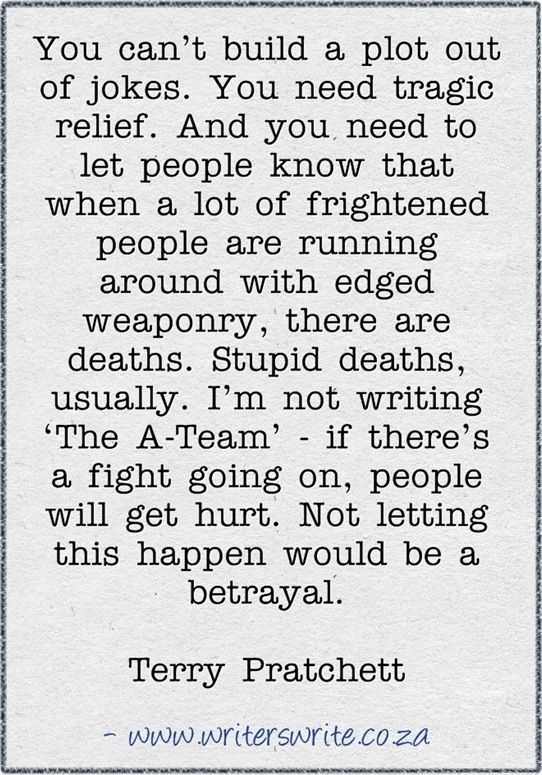 You can’t build a plot out
of jokes. You need tragic
relief. And you need to
let people know that
when a lot of frightened
people are running
around with edged
weaponry, there are
deaths. Stupid deaths,
usually. I’m not writing
‘The A-Team’ - if there’s
a fight going on, people
will get hurt. Not letting
this happen would be a
betrayal.
Terry Pratchett
- www.writerswrite.co.za